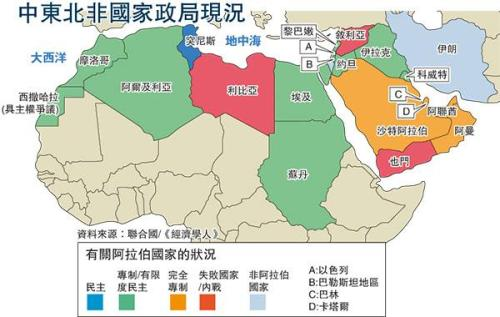 中東北非國家政局現況
大西洋
突尼斯
地中海
黎巴嫩
A
B
敘利亞
伊拉克
約旦
伊朗
科威特
摩洛哥
西撒哈拉
(具主權爭議)
阿爾及利亞
利比亞
埃及
C
D
阿聯酋
沙特阿拉伯
阿曼
也門
蘇丹
資料來源：聯合國/《經濟學人》
有關阿拉伯國家的狀況
民主
專制/有限
度民主
完全
專制
失敗國家
/內戰
非阿拉伯
國家
A:以色列
B:巴勒斯坦地區
C:巴林
D:卡塔爾